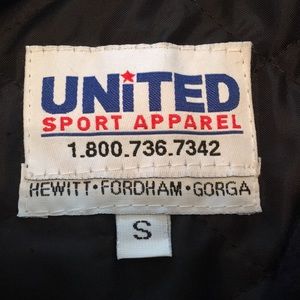 UNiTED
SPORT APPAREL
1.800.736.7342
HEWITT•FORDHAM•GORGA
S